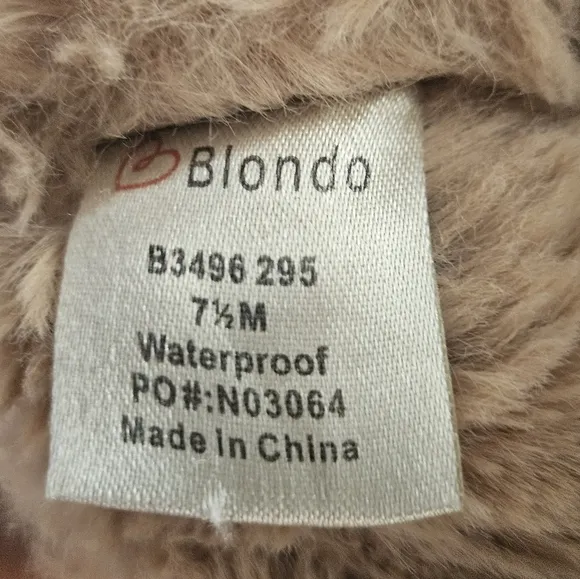 Blondo
B3496 295
7½M
Waterproof
PO#:N03064
Made in China